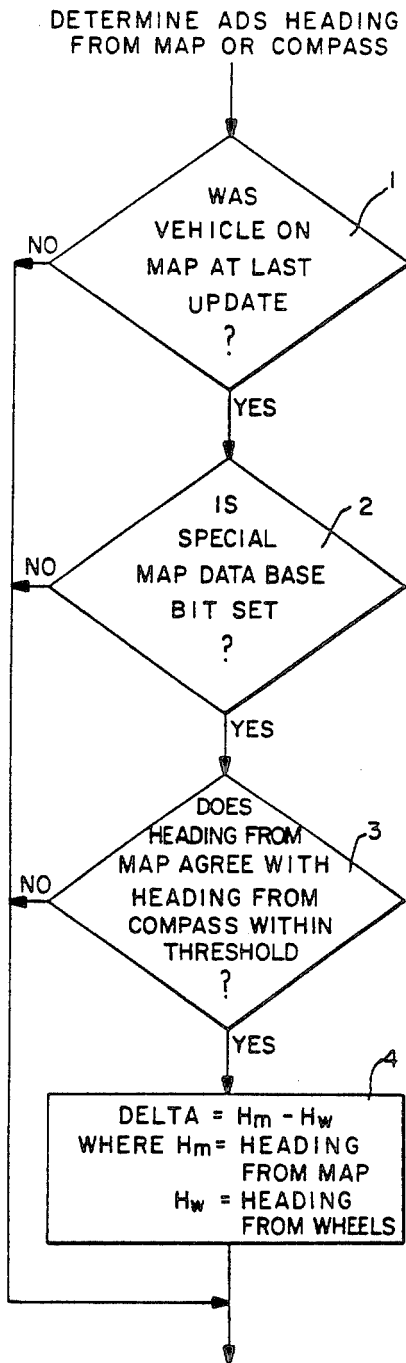 DETERMINE ADS HEADING
FROM MAP OR COMPASS
1
WAS
VEHICLE ON
MAP AT LAST
UPDATE
?
NO
YES
2
IS
SPECIAL
MAP DATA BASE
BIT SET
?
NO
YES
3
DOES
HEADING FROM
MAP AGREE WITH
HEADING FROM
COMPASS WITHIN
THRESHOLD
?
NO
YES
4
DELTA = Hm - Hw
WHERE Hm = HEADING
FROM MAP
Hw = HEADING
FROM WHEELS